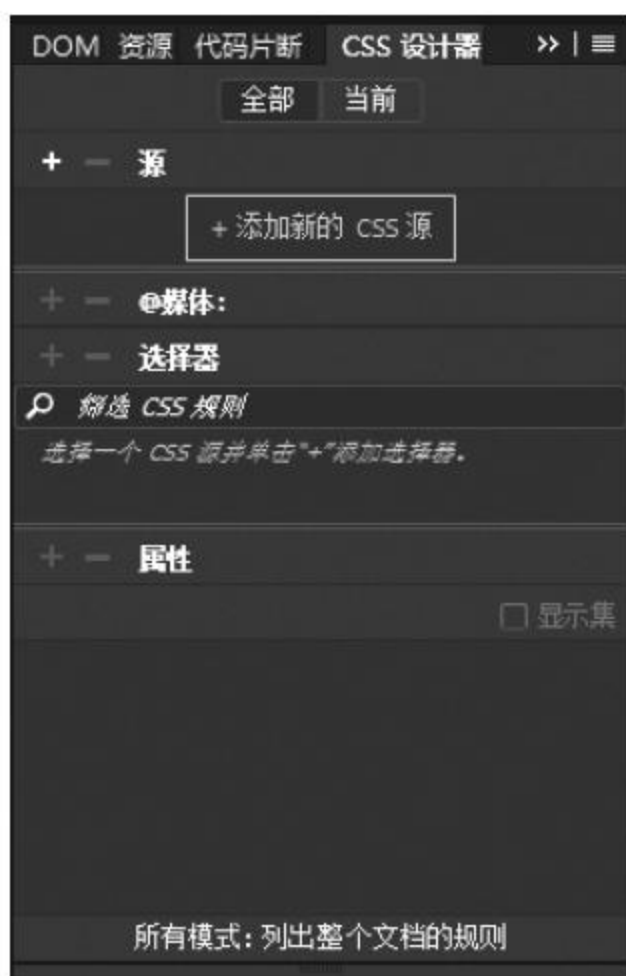 DOM 资源 代码片断 CSS 设计器
全部 当前
+ − 源
+ 添加新的 CSS 源
+ − @媒体：
+ − 选择器
筛选 CSS 规则
选择一个 CSS 源并单击"+"添加选择器。
+ − 属性
显示集
所有模式：列出整个文档的规则